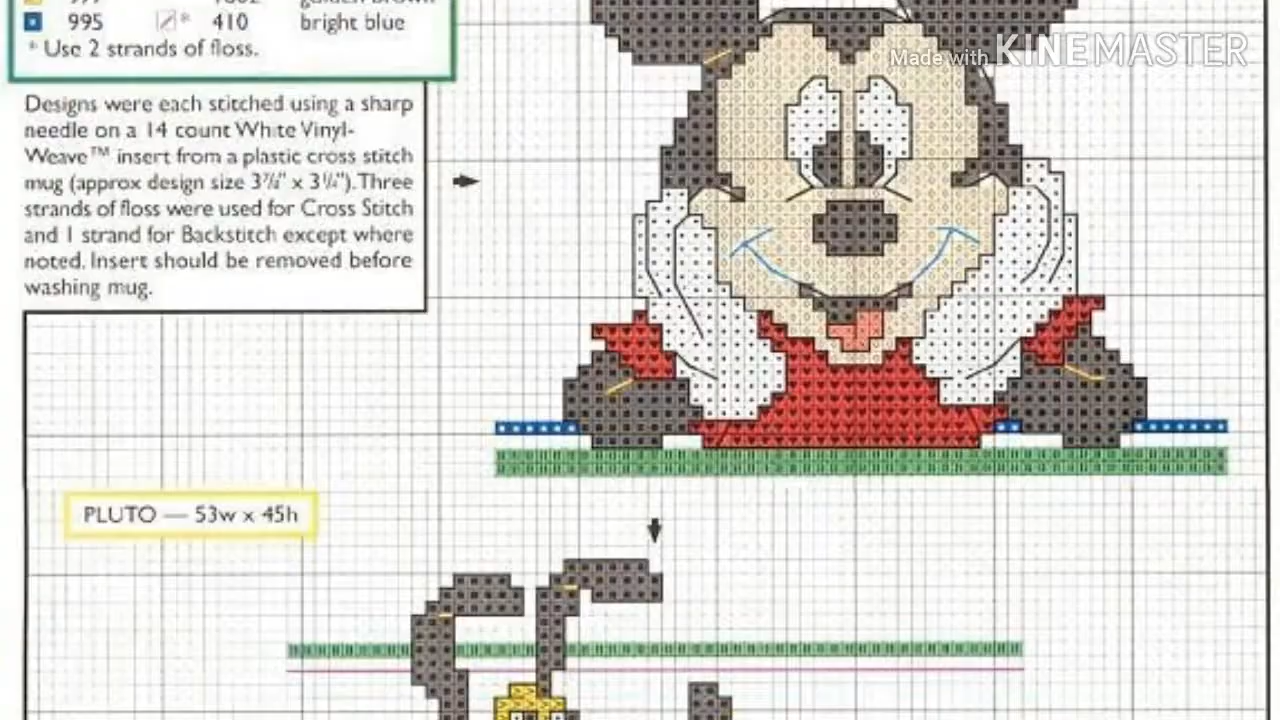 995 * 410 bright blue
* Use 2 strands of floss.
Made with KINEMASTER
Designs were each stitched using a sharp
needle on a 14 count White Vinyl-
Weave™ insert from a plastic cross stitch
mug (approx design size 3⅞" x 3¼"). Three
strands of floss were used for Cross Stitch
and 1 strand for Backstitch except where
noted. Insert should be removed before
washing mug.
PLUTO — 53w x 45h